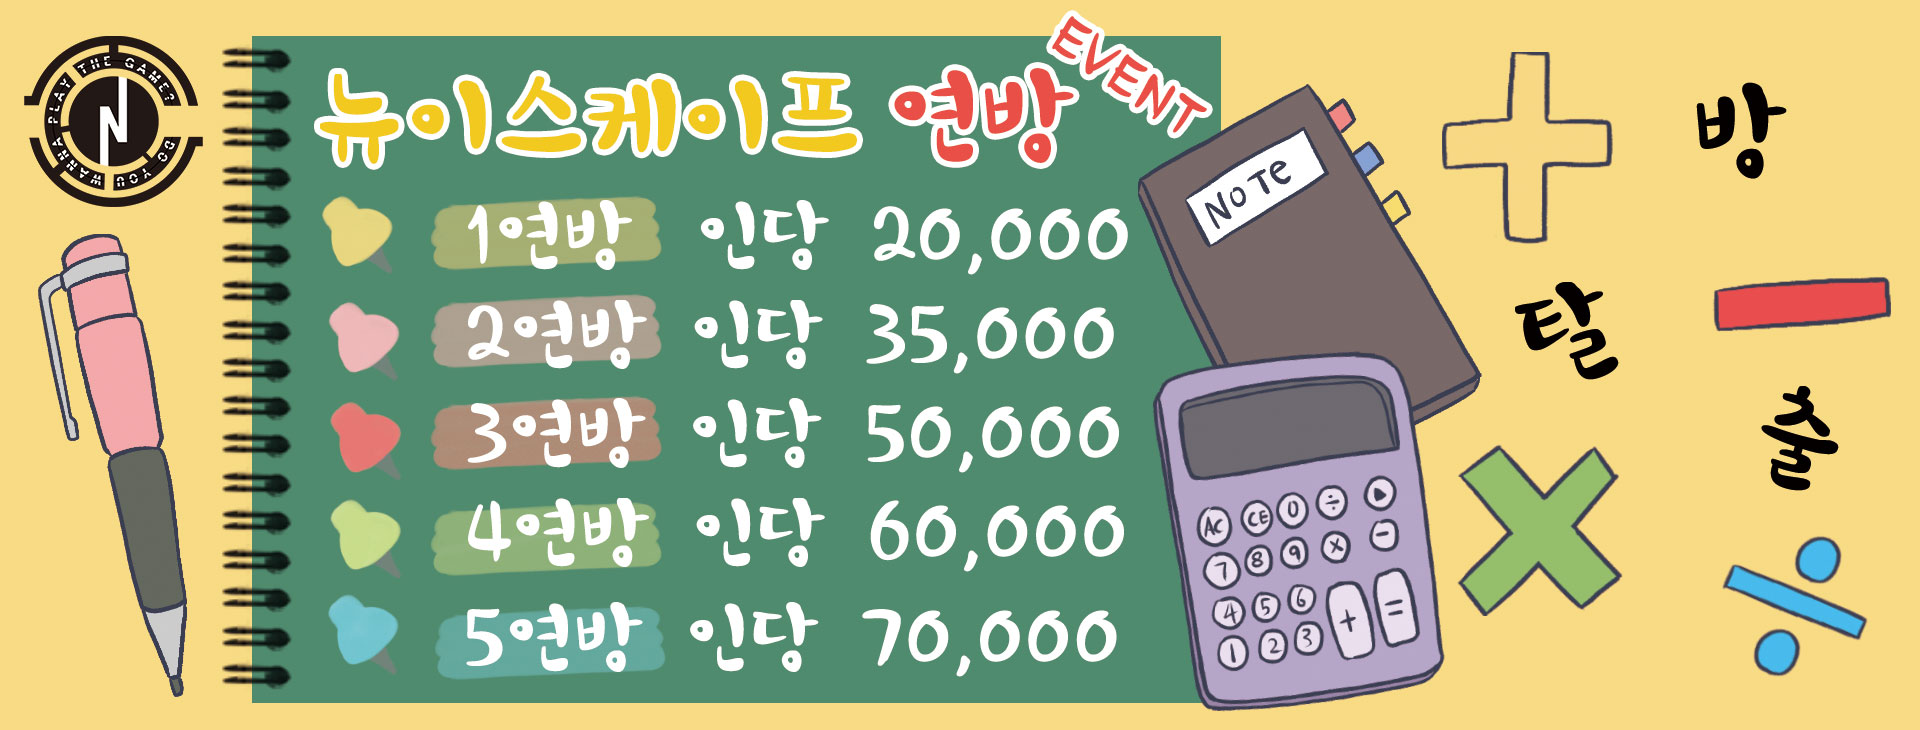 DO YOU WANNA PLAY THE GAME?
N
뉴이스케이프 연방
EVENT
1연방 인당 20,000
2연방 인당 35,000
3연방 인당 50,000
4연방 인당 60,000
5연방 인당 70,000
NOTE
AC CE 0 ÷ ▶
7 8 9 × -
4 5 6 + =
1 2 3
방
탈
출